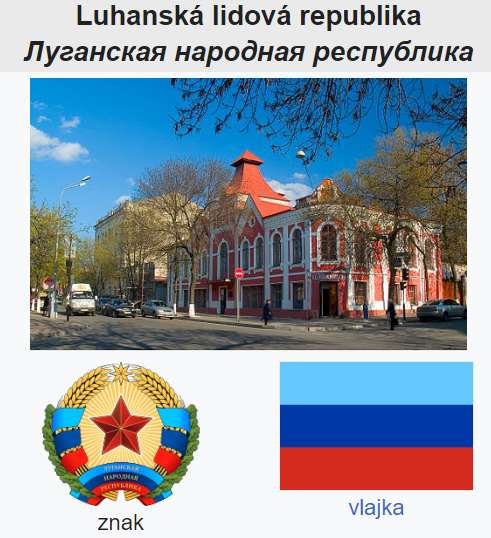 Luhanská lidová republika
Луганская народная республика
ЛУГАНСКАЯ
НАРОДНАЯ
РЕСПУБЛИКА
znak
vlajka